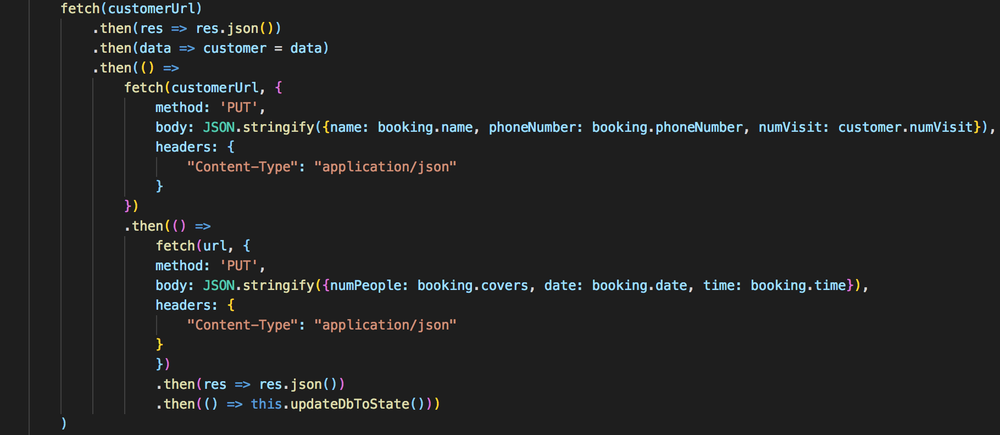 fetch(customerUrl)
.then(res => res.json())
.then(data => customer = data)
.then(() =>
fetch(customerUrl, {
method: 'PUT',
body: JSON.stringify({name: booking.name, phoneNumber: booking.phoneNumber, numVisit: customer.numVisit}),
headers: {
"Content-Type": "application/json"
}
})
.then(() =>
fetch(url, {
method: 'PUT',
body: JSON.stringify({numPeople: booking.covers, date: booking.date, time: booking.time}),
headers: {
"Content-Type": "application/json"
}
})
.then(res => res.json())
.then(() => this.updateDbToState()))
)